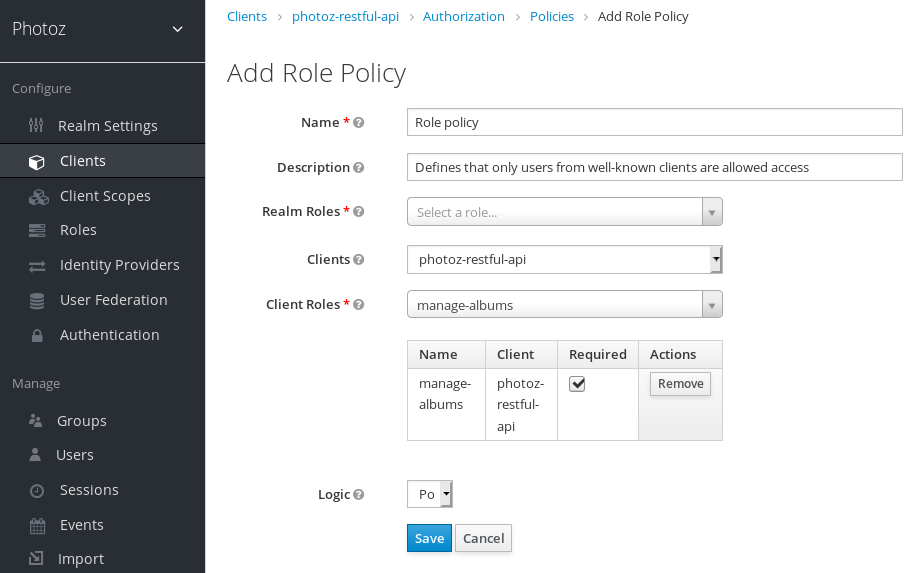 Photoz
Configure
Realm Settings
Clients
Client Scopes
Roles
Identity Providers
User Federation
Authentication
Manage
Groups
Users
Sessions
Events
Import
Clients > photoz-restful-api > Authorization > Policies > Add Role Policy
Add Role Policy
Name * Role policy
Description Defines that only users from well-known clients are allowed access
Realm Roles * Select a role...
Clients photoz-restful-api
Client Roles * manage-albums
Name Client Required Actions
manage- photoz- Remove
albums restful-
api
Logic Po
Save Cancel